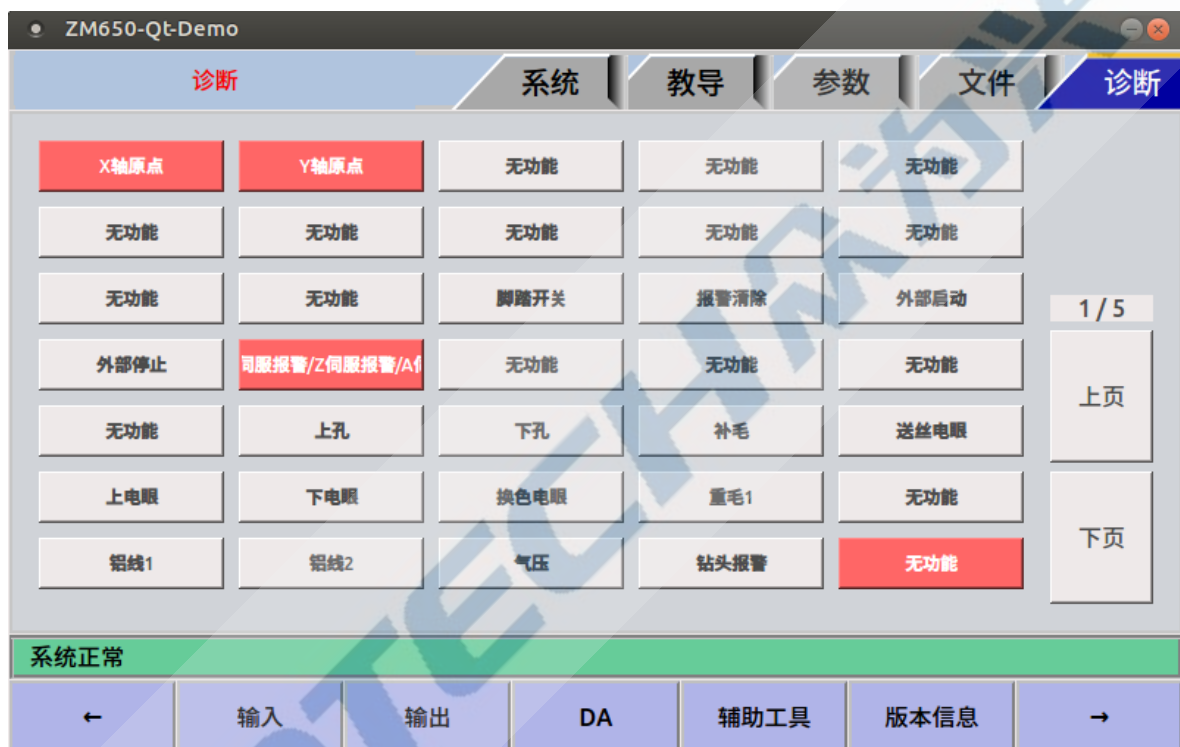 ZM650-Qt-Demo
诊断 系统 教导 参数 文件 诊断
X轴原点 Y轴原点 无功能 无功能 无功能
无功能 无功能 无功能 无功能 无功能
无功能 无功能 脚踏开关 报警清除 外部启动
1 / 5
外部停止 伺服报警/Z伺服报警/A伺 无功能 无功能 无功能
上页
无功能 上孔 下孔 补毛 送丝电眼
上电眼 下电眼 换色电眼 重毛1 无功能
下页
铝线1 铝线2 气压 钻头报警 无功能
系统正常
← 输入 输出 DA 辅助工具 版本信息 →